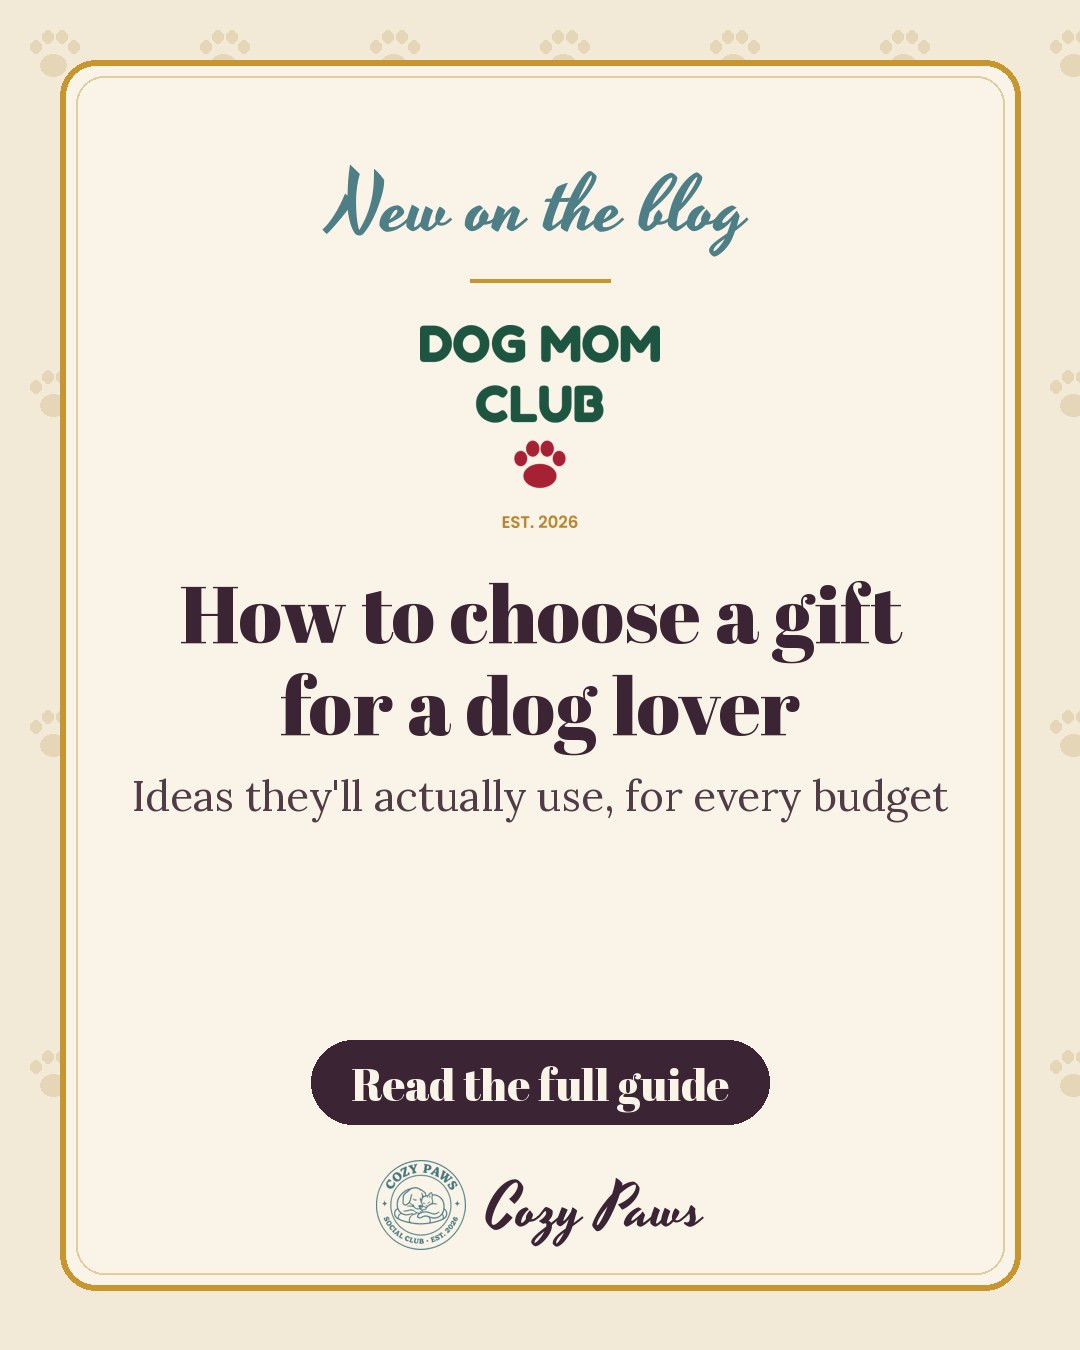 New on the blog
DOG MOM
CLUB
EST. 2026
How to choose a gift
for a dog lover
Ideas they'll actually use, for every budget
Read the full guide
COZY PAWS
SOCIAL CLUB · EST. 2026
Cozy Paws